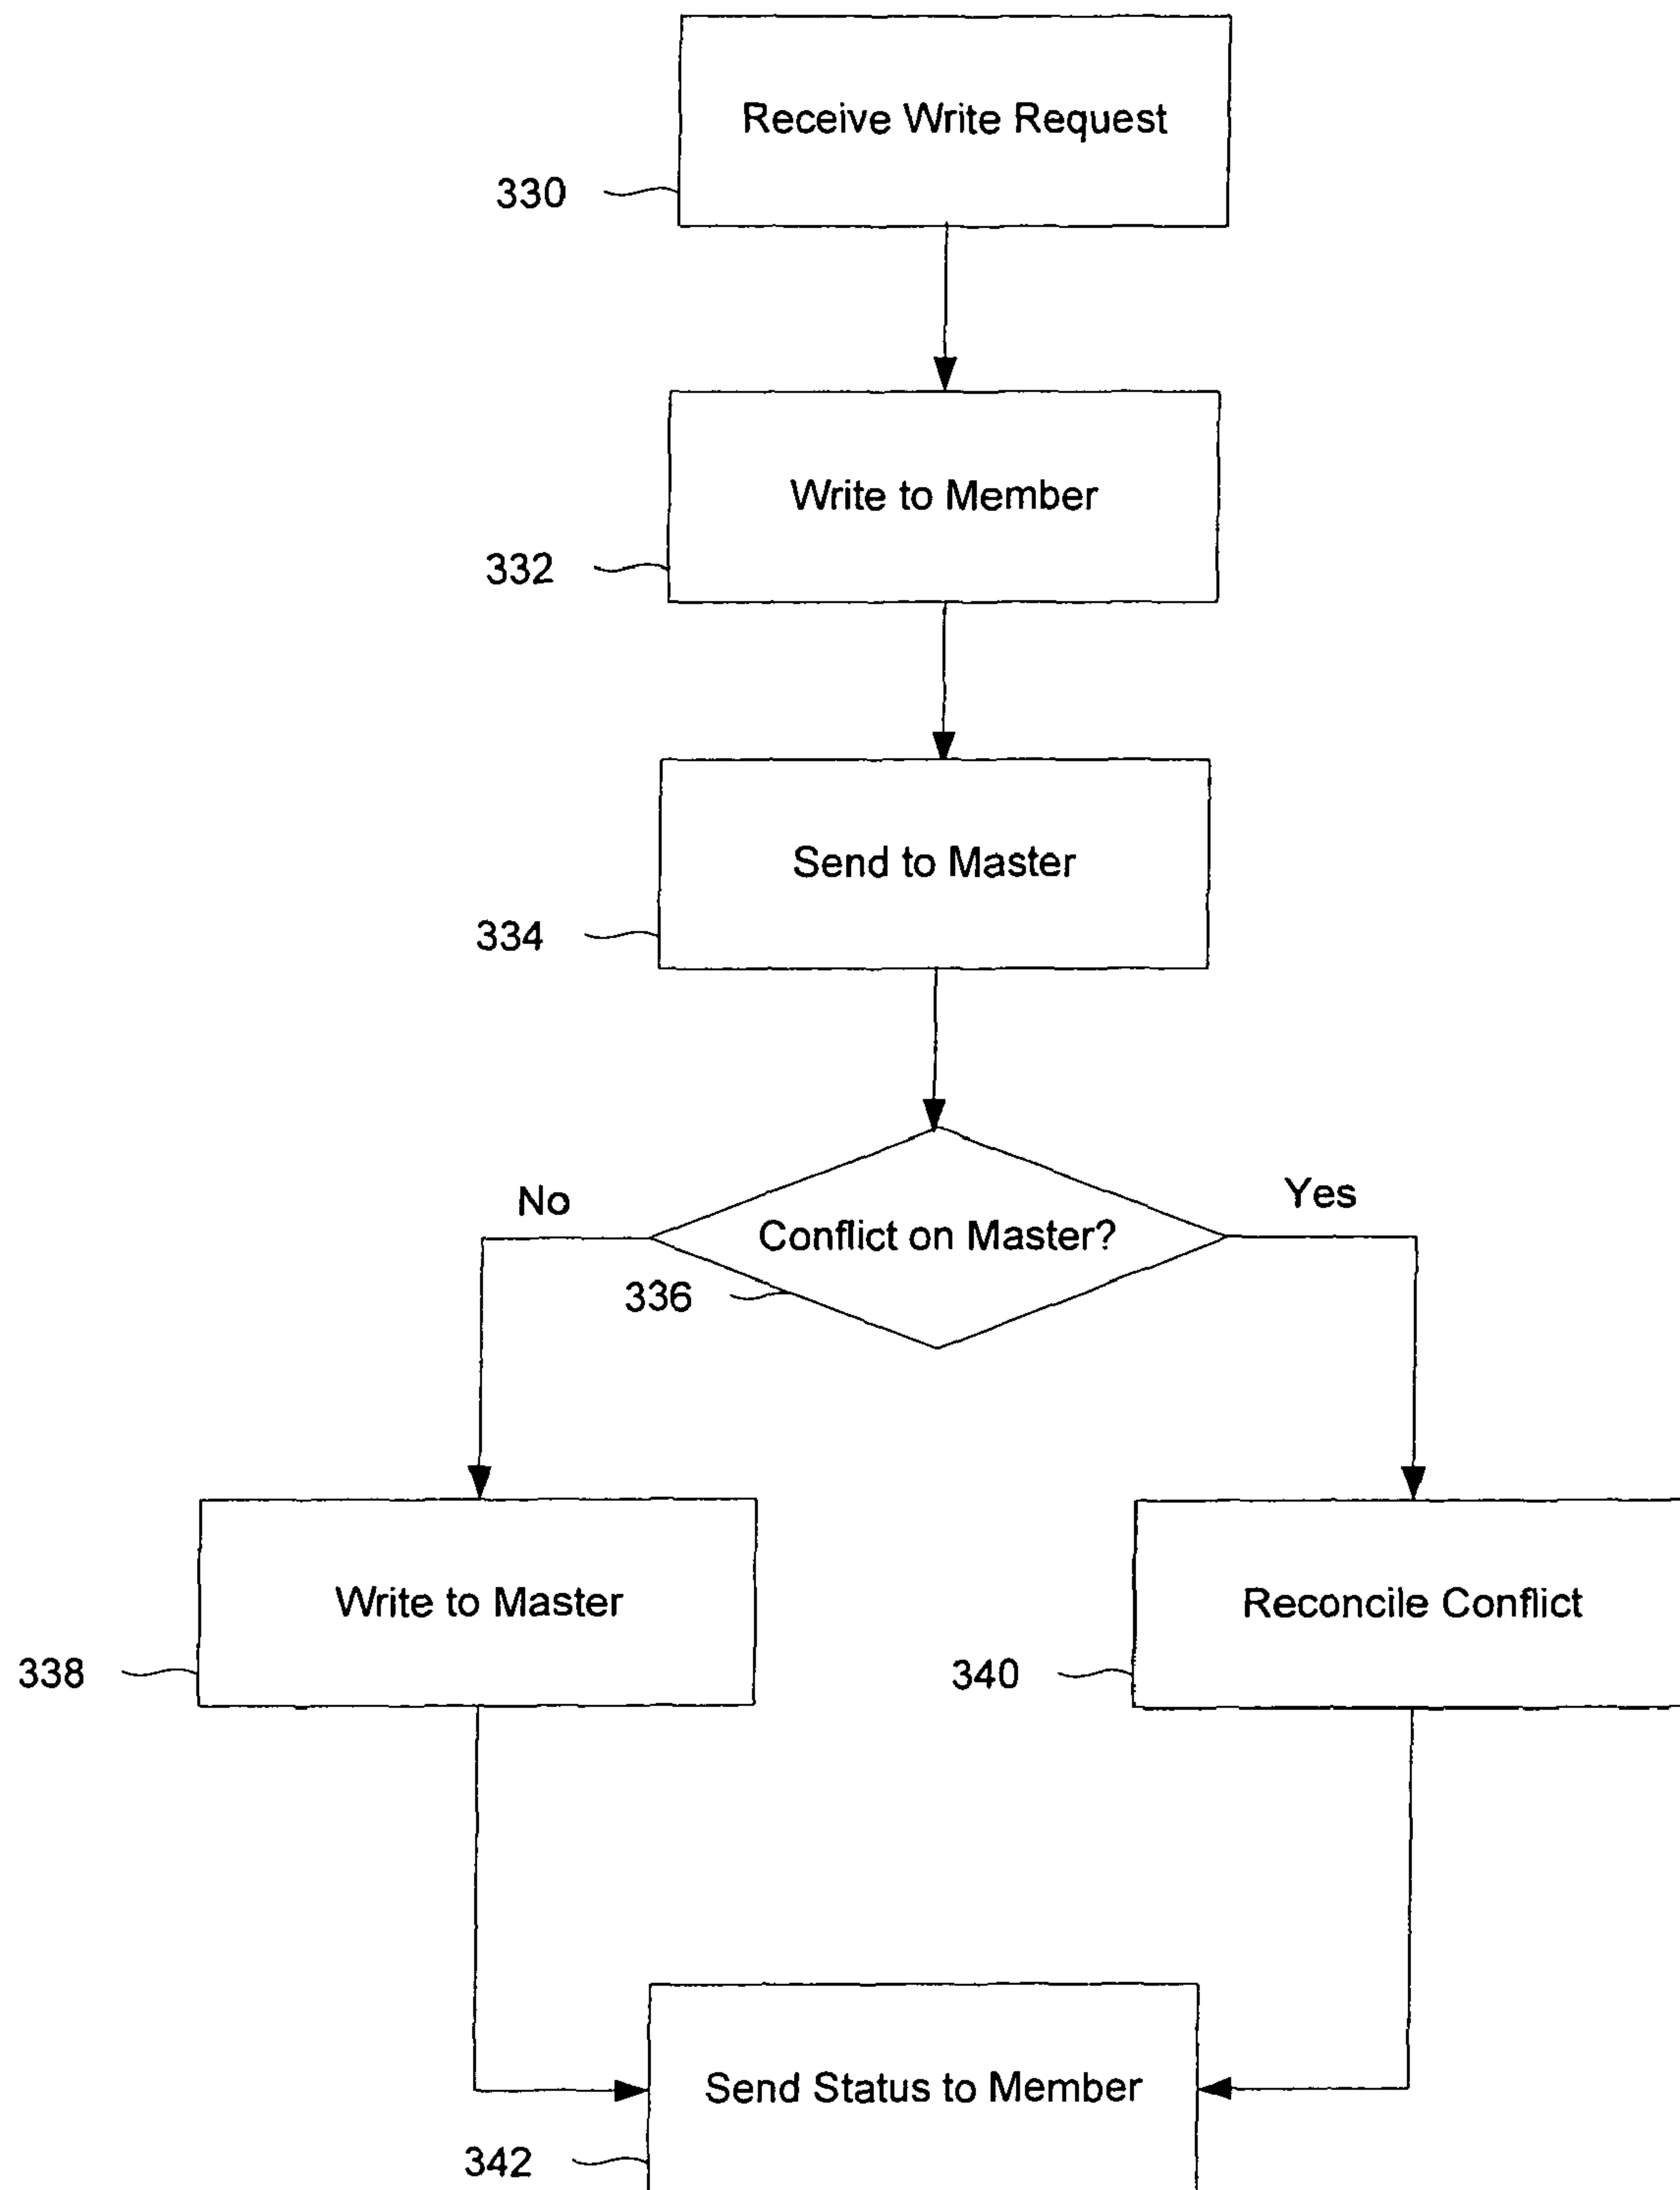 Receive Write Request
330
Write to Member
332
Send to Master
334
No
Yes
Conflict on Master?
336
Write to Master
Reconcile Conflict
338
340
Send Status to Member
342